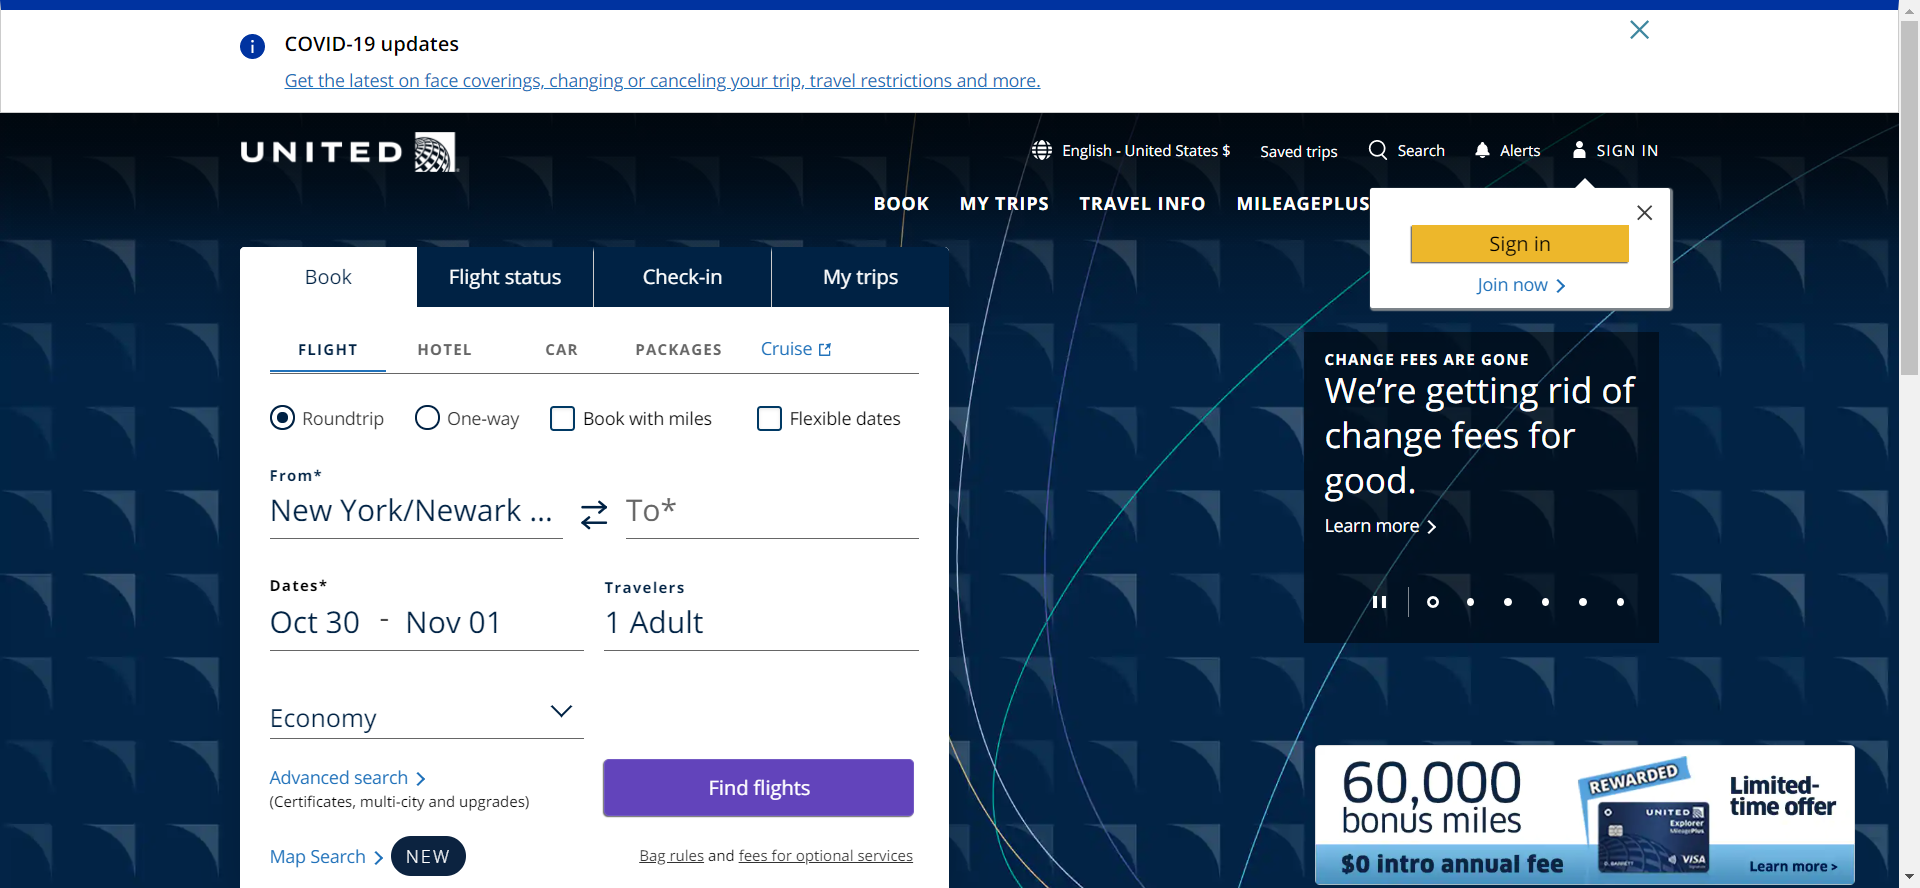 COVID-19 updates
Get the latest on face coverings, changing or canceling your trip, travel restrictions and more.
UNITED
English - United States $
Saved trips
Search
Alerts
SIGN IN
BOOK
MY TRIPS
TRAVEL INFO
MILEAGEPLUS
Sign in
Join now
Book
Flight status
Check-in
My trips
FLIGHT
HOTEL
CAR
PACKAGES
Cruise
Roundtrip
One-way
Book with miles
Flexible dates
From*
New York/Newark ...
To*
Dates*
Oct 30 - Nov 01
Travelers
1 Adult
Economy
Advanced search
(Certificates, multi-city and upgrades)
Find flights
Map Search
NEW
Bag rules and fees for optional services
CHANGE FEES ARE GONE
We’re getting rid of
change fees for
good.
Learn more
60,000
bonus miles
$0 intro annual fee
REWARDED
UNITED
Explorer
MileagePlus
VISA
Limited-
time offer
Learn more >